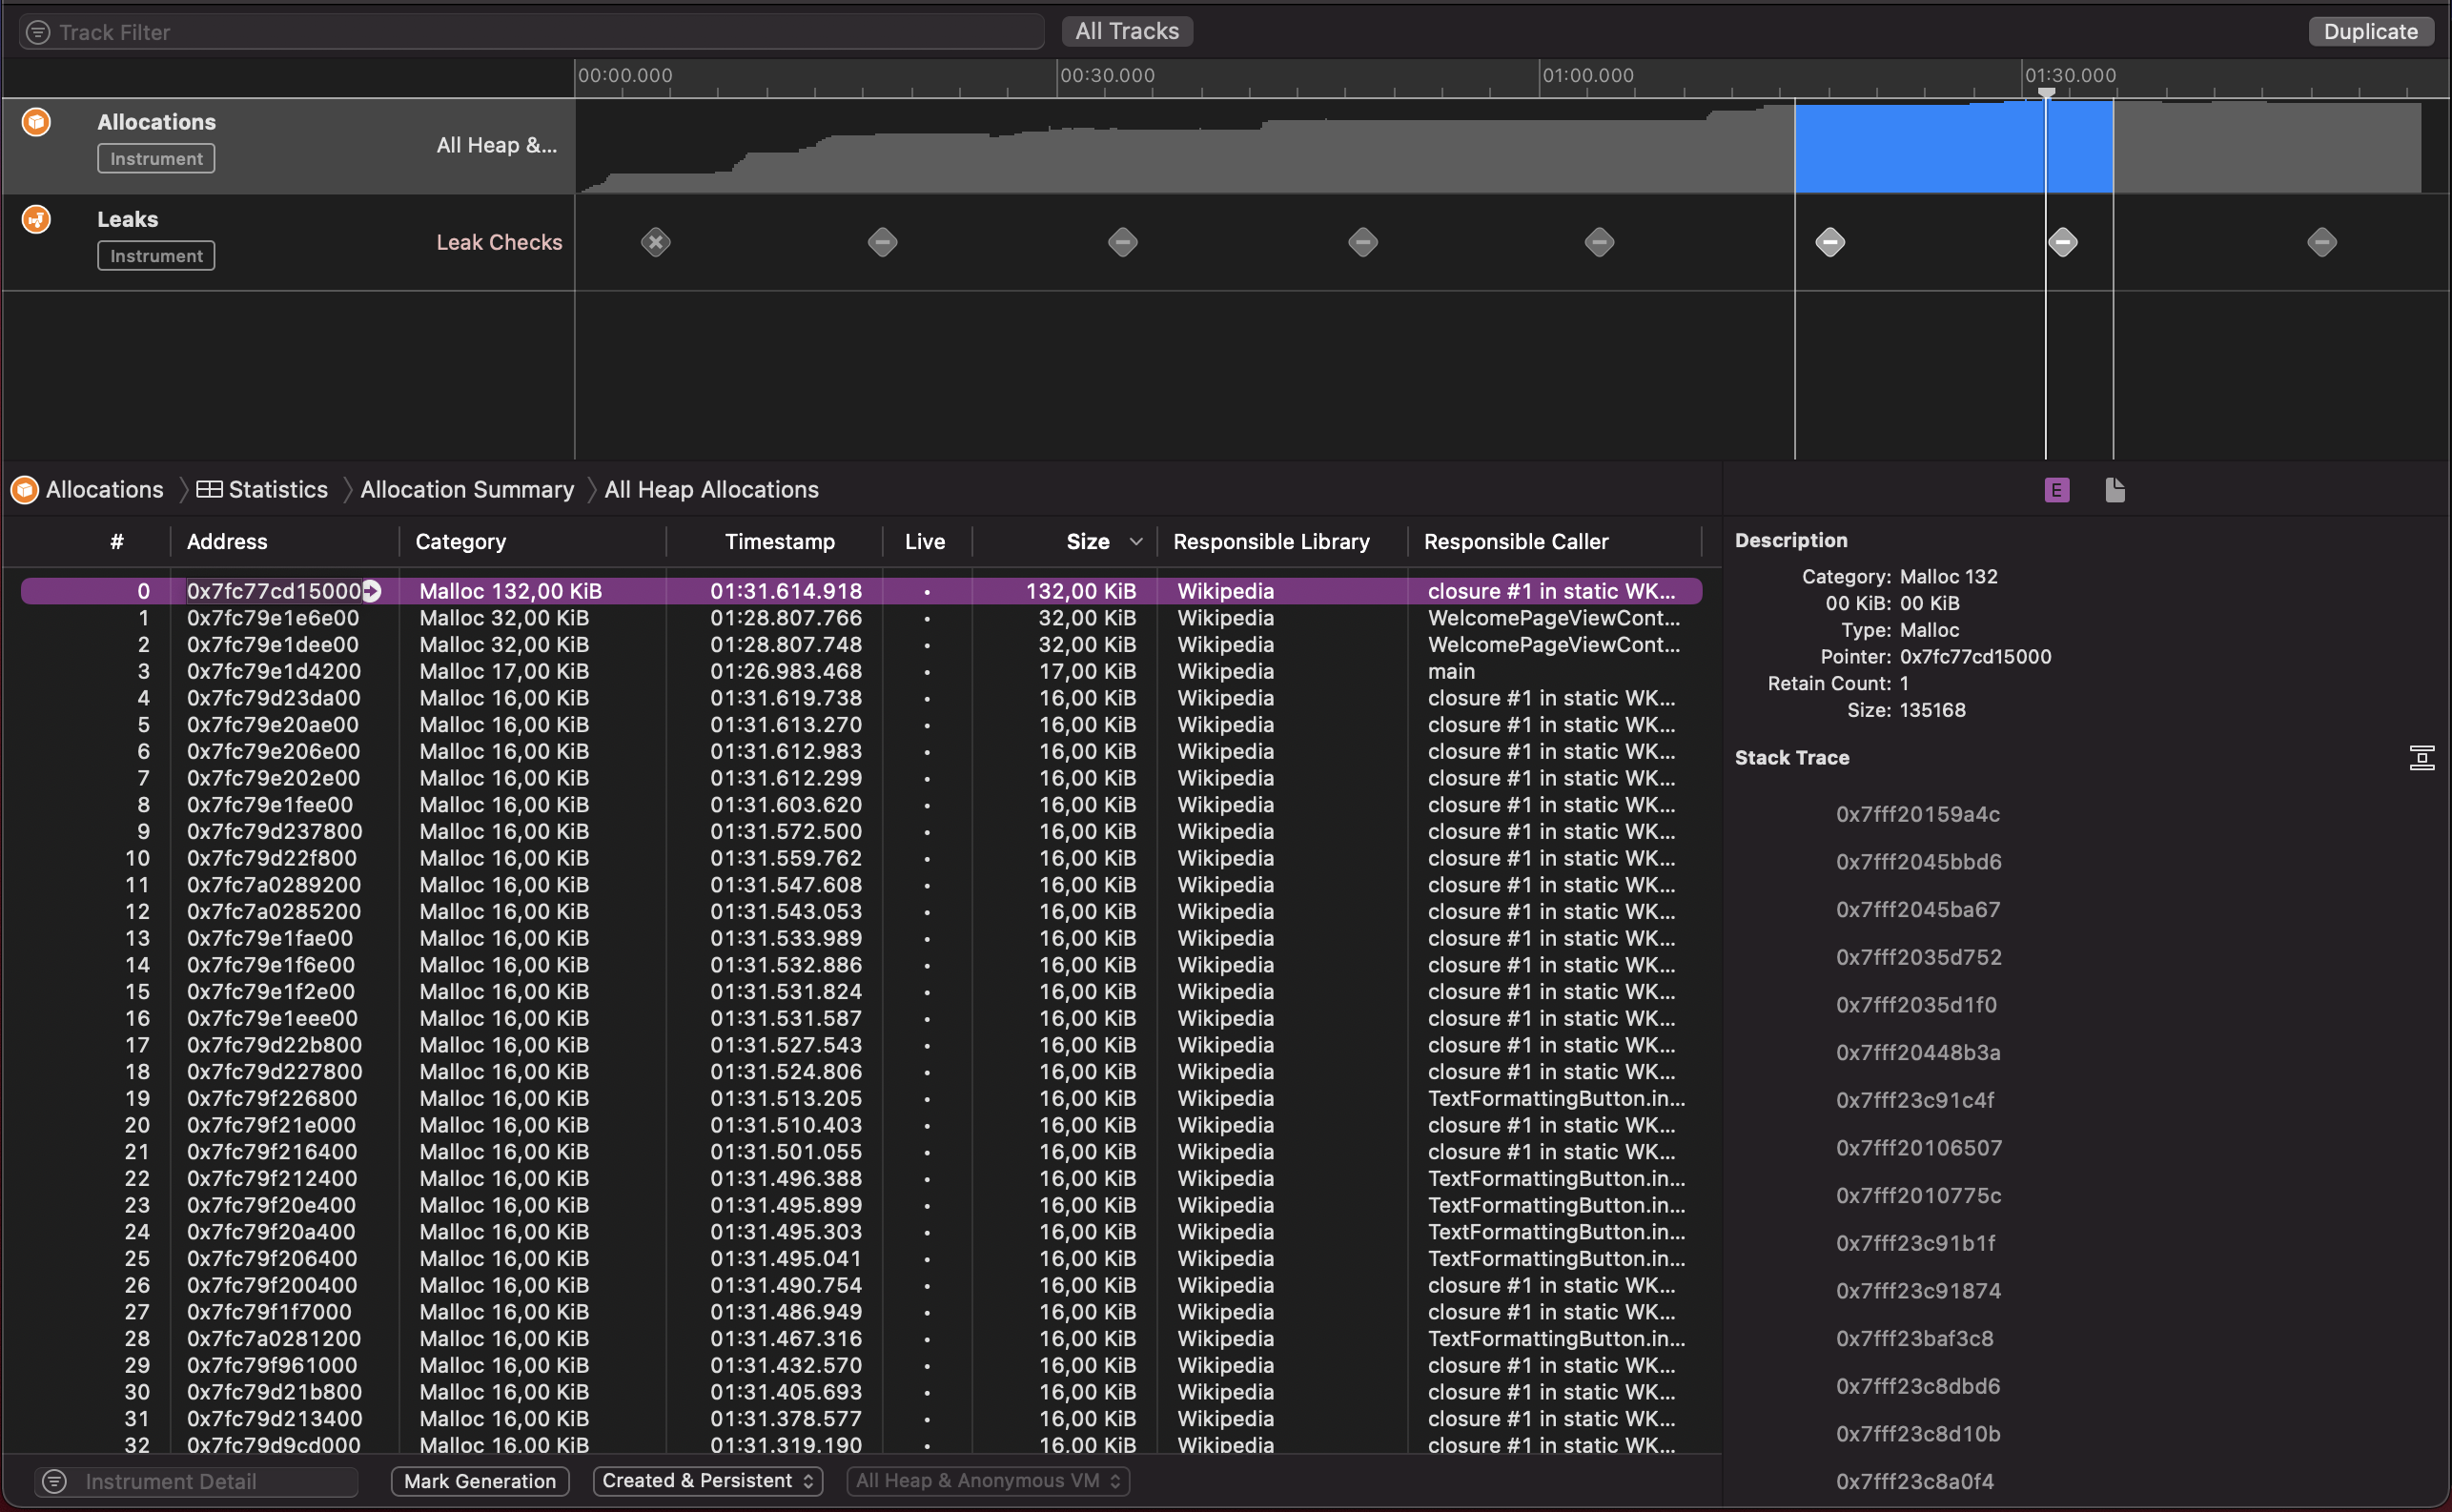 Track Filter
All Tracks
Duplicate
00:00.000 00:30.000 01:00.000 01:30.000
Allocations
Instrument
All Heap &...
Leaks
Instrument
Leak Checks
Allocations Statistics Allocation Summary All Heap Allocations
E
# Address Category Timestamp Live Size Responsible Library Responsible Caller
0 0x7fc77cd15000 Malloc 132,00 KiB 01:31.614.918 • 132,00 KiB Wikipedia closure #1 in static WK...
1 0x7fc79e1e6e00 Malloc 32,00 KiB 01:28.807.766 • 32,00 KiB Wikipedia WelcomePageViewCont...
2 0x7fc79e1dee00 Malloc 32,00 KiB 01:28.807.748 • 32,00 KiB Wikipedia WelcomePageViewCont...
3 0x7fc79e1d4200 Malloc 17,00 KiB 01:26.983.468 • 17,00 KiB Wikipedia main
4 0x7fc79d23da00 Malloc 16,00 KiB 01:31.619.738 • 16,00 KiB Wikipedia closure #1 in static WK...
5 0x7fc79e20ae00 Malloc 16,00 KiB 01:31.613.270 • 16,00 KiB Wikipedia closure #1 in static WK...
6 0x7fc79e206e00 Malloc 16,00 KiB 01:31.612.983 • 16,00 KiB Wikipedia closure #1 in static WK...
7 0x7fc79e202e00 Malloc 16,00 KiB 01:31.612.299 • 16,00 KiB Wikipedia closure #1 in static WK...
8 0x7fc79e1fee00 Malloc 16,00 KiB 01:31.603.620 • 16,00 KiB Wikipedia closure #1 in static WK...
9 0x7fc79d237800 Malloc 16,00 KiB 01:31.572.500 • 16,00 KiB Wikipedia closure #1 in static WK...
10 0x7fc79d22f800 Malloc 16,00 KiB 01:31.559.762 • 16,00 KiB Wikipedia closure #1 in static WK...
11 0x7fc7a0289200 Malloc 16,00 KiB 01:31.547.608 • 16,00 KiB Wikipedia closure #1 in static WK...
12 0x7fc7a0285200 Malloc 16,00 KiB 01:31.543.053 • 16,00 KiB Wikipedia closure #1 in static WK...
13 0x7fc79e1fae00 Malloc 16,00 KiB 01:31.533.989 • 16,00 KiB Wikipedia closure #1 in static WK...
14 0x7fc79e1f6e00 Malloc 16,00 KiB 01:31.532.886 • 16,00 KiB Wikipedia closure #1 in static WK...
15 0x7fc79e1f2e00 Malloc 16,00 KiB 01:31.531.824 • 16,00 KiB Wikipedia closure #1 in static WK...
16 0x7fc79e1eee00 Malloc 16,00 KiB 01:31.531.587 • 16,00 KiB Wikipedia closure #1 in static WK...
17 0x7fc79d22b800 Malloc 16,00 KiB 01:31.527.543 • 16,00 KiB Wikipedia closure #1 in static WK...
18 0x7fc79d227800 Malloc 16,00 KiB 01:31.524.806 • 16,00 KiB Wikipedia closure #1 in static WK...
19 0x7fc79f226800 Malloc 16,00 KiB 01:31.513.205 • 16,00 KiB Wikipedia TextFormattingButton.in...
20 0x7fc79f21e000 Malloc 16,00 KiB 01:31.510.403 • 16,00 KiB Wikipedia closure #1 in static WK...
21 0x7fc79f216400 Malloc 16,00 KiB 01:31.501.055 • 16,00 KiB Wikipedia closure #1 in static WK...
22 0x7fc79f212400 Malloc 16,00 KiB 01:31.496.388 • 16,00 KiB Wikipedia TextFormattingButton.in...
23 0x7fc79f20e400 Malloc 16,00 KiB 01:31.495.899 • 16,00 KiB Wikipedia TextFormattingButton.in...
24 0x7fc79f20a400 Malloc 16,00 KiB 01:31.495.303 • 16,00 KiB Wikipedia TextFormattingButton.in...
25 0x7fc79f206400 Malloc 16,00 KiB 01:31.495.041 • 16,00 KiB Wikipedia TextFormattingButton.in...
26 0x7fc79f200400 Malloc 16,00 KiB 01:31.490.754 • 16,00 KiB Wikipedia closure #1 in static WK...
27 0x7fc79f1f7000 Malloc 16,00 KiB 01:31.486.949 • 16,00 KiB Wikipedia closure #1 in static WK...
28 0x7fc7a0281200 Malloc 16,00 KiB 01:31.467.316 • 16,00 KiB Wikipedia TextFormattingButton.in...
29 0x7fc79f961000 Malloc 16,00 KiB 01:31.432.570 • 16,00 KiB Wikipedia closure #1 in static WK...
30 0x7fc79d21b800 Malloc 16,00 KiB 01:31.405.693 • 16,00 KiB Wikipedia closure #1 in static WK...
31 0x7fc79d213400 Malloc 16,00 KiB 01:31.378.577 • 16,00 KiB Wikipedia closure #1 in static WK...
32 0x7fc79d9cd000 Malloc 16,00 KiB 01:31.319.190 • 16,00 KiB Wikipedia closure #1 in static WK...
Description
Category: Malloc 132
00 KiB: 00 KiB
Type: Malloc
Pointer: 0x7fc77cd15000
Retain Count: 1
Size: 135168
Stack Trace
0x7fff20159a4c
0x7fff2045bbd6
0x7fff2045ba67
0x7fff2035d752
0x7fff2035d1f0
0x7fff20448b3a
0x7fff23c91c4f
0x7fff20106507
0x7fff2010775c
0x7fff23c91b1f
0x7fff23c91874
0x7fff23baf3c8
0x7fff23c8dbd6
0x7fff23c8d10b
0x7fff23c8a0f4
Instrument Detail
Mark Generation
Created & Persistent
All Heap & Anonymous VM